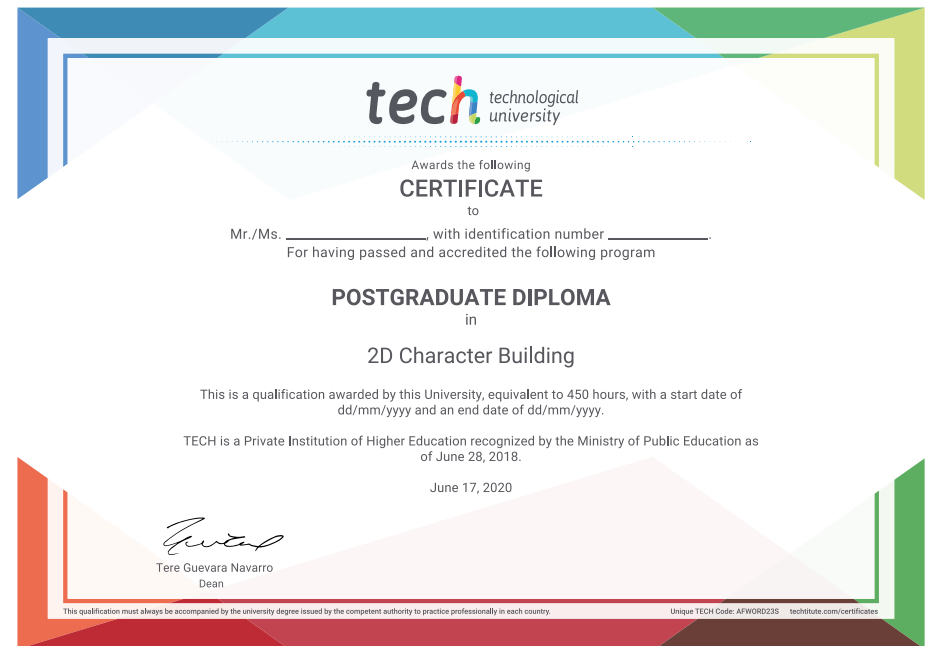 tech technological
university
Awards the following
CERTIFICATE
to
Mr./Ms. ____________________, with identification number ______________.
For having passed and accredited the following program
POSTGRADUATE DIPLOMA
in
2D Character Building
This is a qualification awarded by this University, equivalent to 450 hours, with a start date of
dd/mm/yyyy and an end date of dd/mm/yyyy.
TECH is a Private Institution of Higher Education recognized by the Ministry of Public Education as
of June 28, 2018.
June 17, 2020
Tere Guevara Navarro
Dean
This qualification must always be accompanied by the university degree issued by the competent authority to practice professionally in each country.
Unique TECH Code: AFWORD23S techtitute.com/certificates